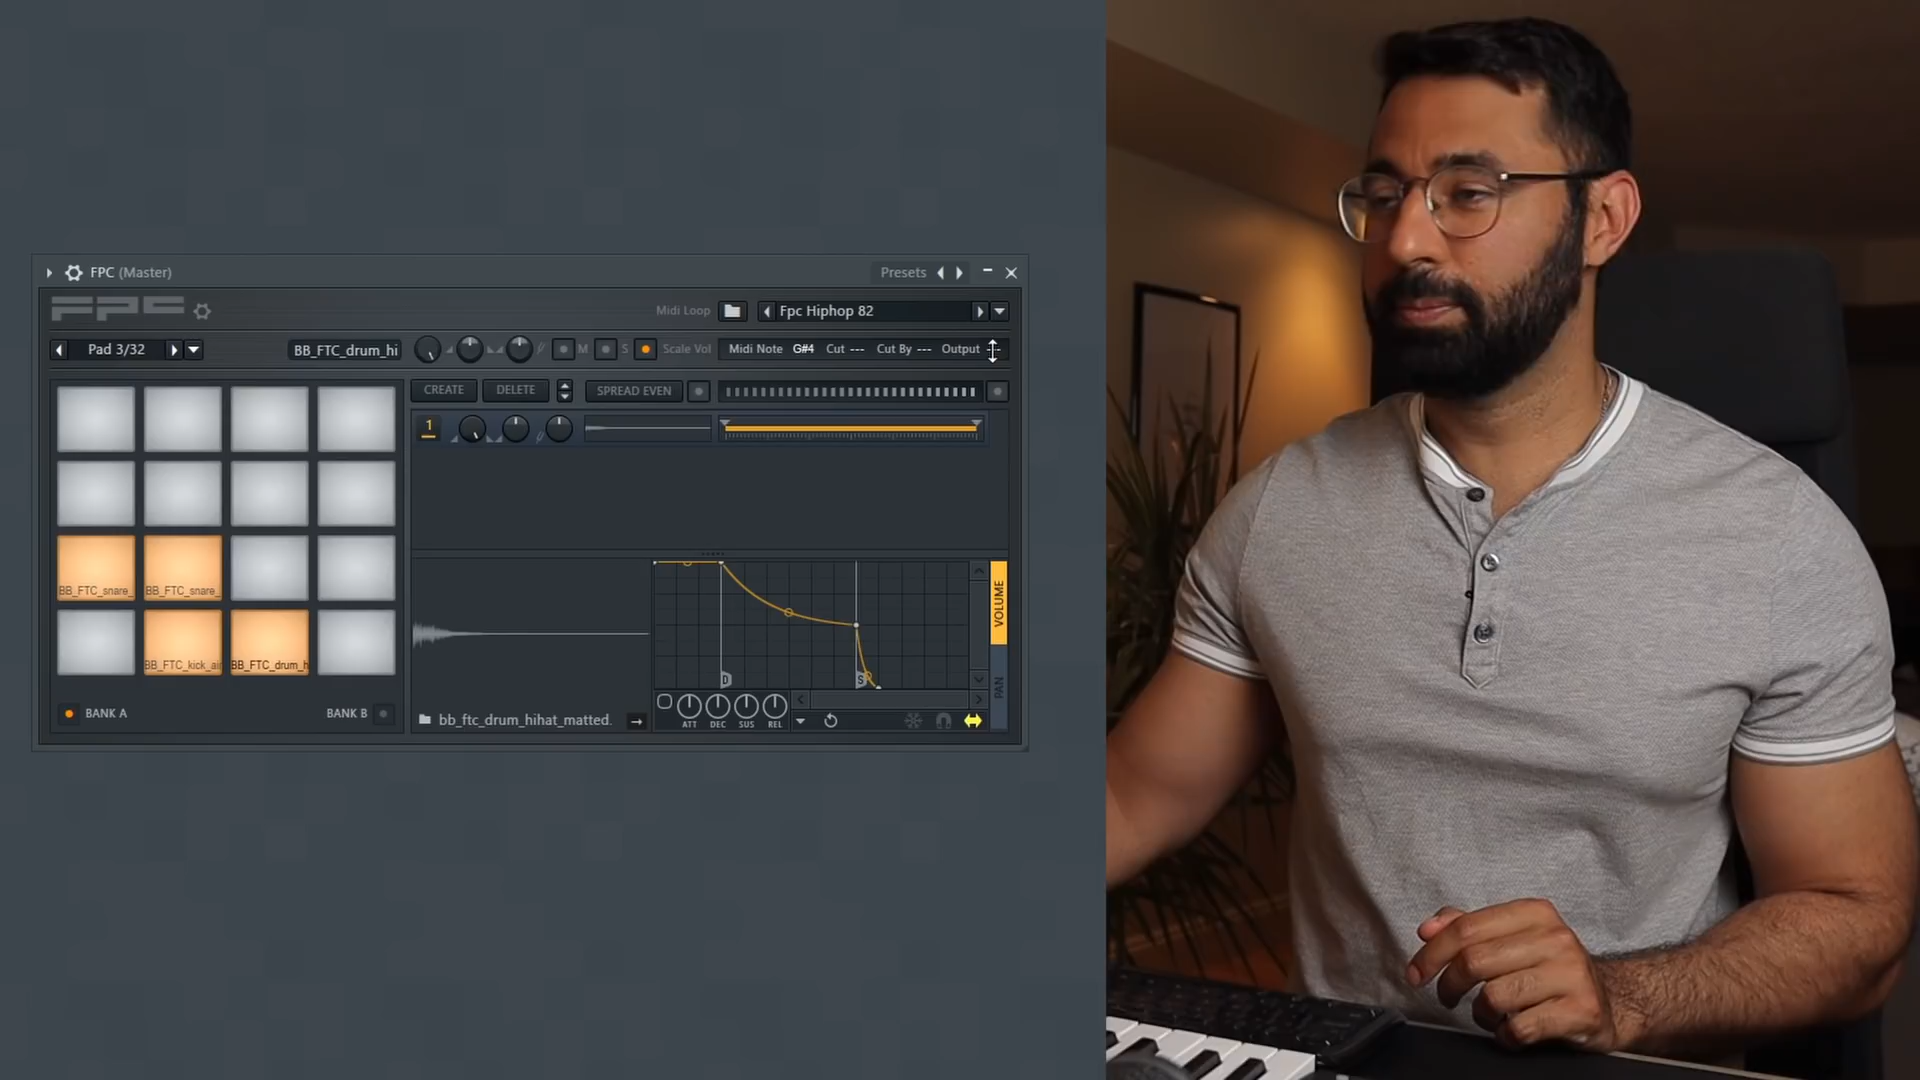 FPC (Master)
Presets
FPC
Midi Loop
Fpc Hiphop 82
Pad 3/32
BB_FTC_drum_hi
M
S
Scale Vol
Midi Note G#4 Cut --- Cut By --- Output
CREATE
DELETE
SPREAD EVEN
1
BB_FTC_snare_
BB_FTC_snare_
BB_FTC_kick_ai
BB_FTC_drum_h
VOLUME
PAN
D
S
ATT
DEC
SUS
REL
BANK A
BANK B
bb_ftc_drum_hihat_matted.